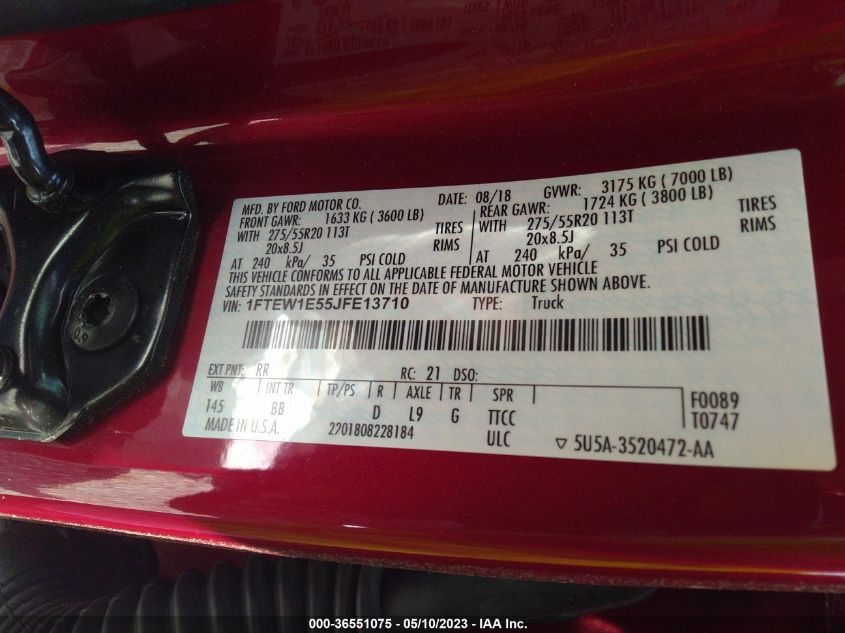 MFD. BY FORD MOTOR CO.
DATE: 08/18 GVWR: 3175 KG ( 7000 LB)
FRONT GAWR: 1633 KG ( 3600 LB)
REAR GAWR: 1724 KG ( 3800 LB)
WITH 275/55R20 113T TIRES
WITH 275/55R20 113T TIRES
20x8.5J RIMS
20x8.5J RIMS
AT 240 kPa/ 35 PSI COLD
AT 240 kPa/ 35 PSI COLD
THIS VEHICLE CONFORMS TO ALL APPLICABLE FEDERAL MOTOR VEHICLE
SAFETY STANDARDS IN EFFECT ON THE DATE OF MANUFACTURE SHOWN ABOVE.
VIN: 1FTEW1E55JFE13710 TYPE: Truck
EXT PNT: RR RC: 21 DSO:
WB INT TR TP/PS R AXLE TR SPR
145 BB D L9 G TTCC
F0089
T0747
MADE IN U.S.A. 2201808228184 ULC
▽ 5U5A-3520472-AA
000-36551075 - 05/10/2023 - IAA Inc.